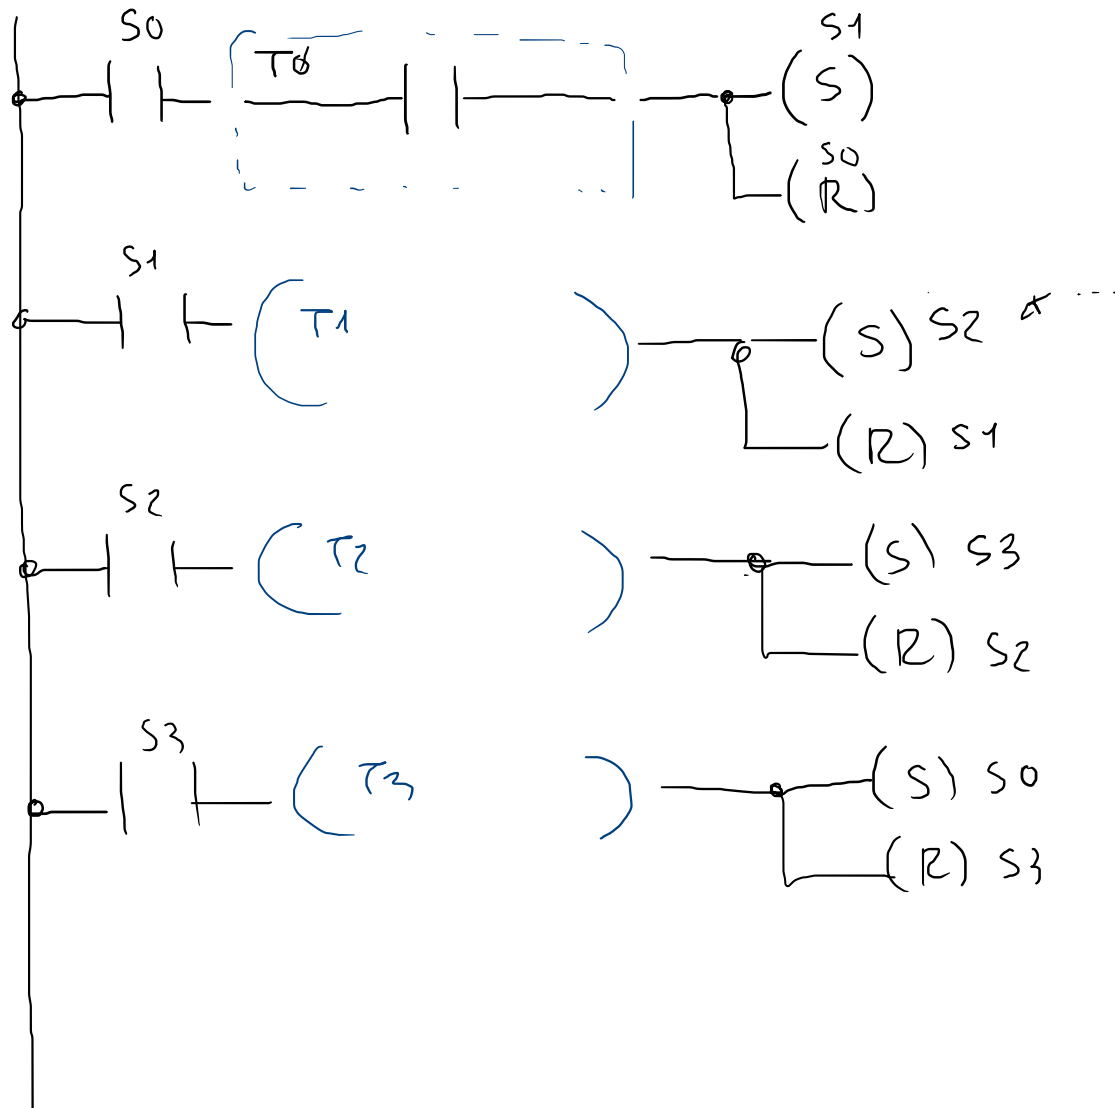 S0 S1
T0 (S)
S0
(R)
S1
T1 (S) S2
(R) S1
S2
T2 (S) S3
(R) S2
S3
T3 (S) S0
(R) S3